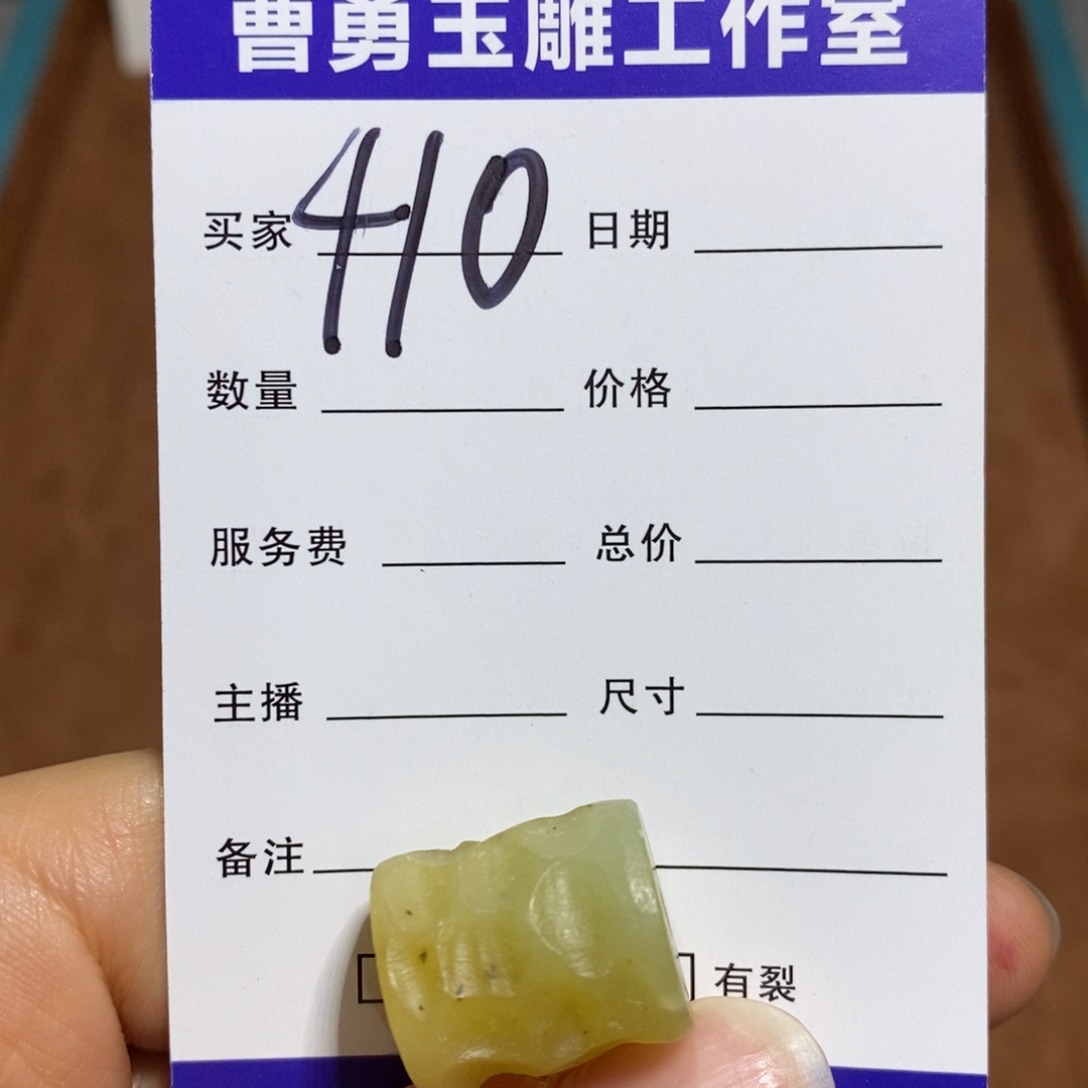 曹勇玉雕工作室
买家 410 日期
数量 价格
服务费 总价
主播 尺寸
备注
有裂